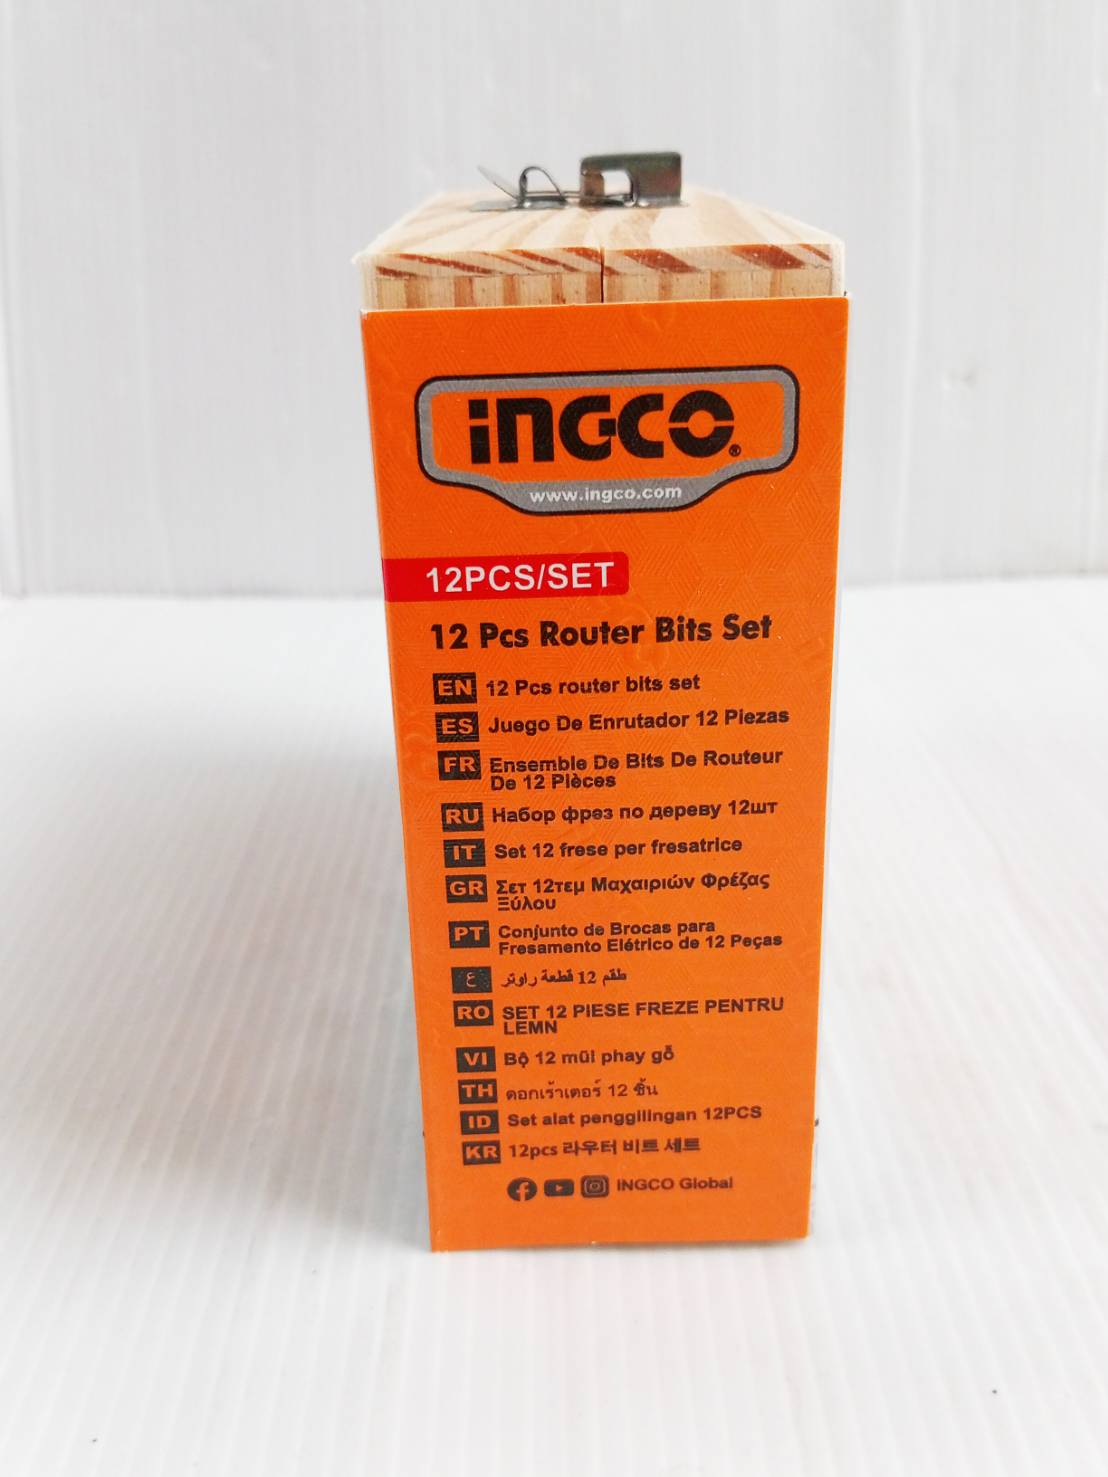 INGCO®
www.ingco.com
12PCS/SET
12 Pcs Router Bits Set
EN 12 Pcs router bits set
ES Juego De Enrutador 12 Piezas
FR Ensemble De Bits De Routeur
De 12 Pièces
RU Набор фрез по дереву 12шт
IT Set 12 frese per fresatrice
GR Σετ 12τεμ Μαχαιριών Φρέζας
Ξύλου
PT Conjunto de Brocas para
Fresamento Elétrico de 12 Peças
ع طقم 12 قطعة راوتر
RO SET 12 PIESE FREZE PENTRU
LEMN
VI Bộ 12 mũi phay gỗ
TH ดอกเร้าเตอร์ 12 ชิ้น
ID Set alat penggilingan 12PCS
KR 12pcs 라우터 비트 세트
INGCO Global